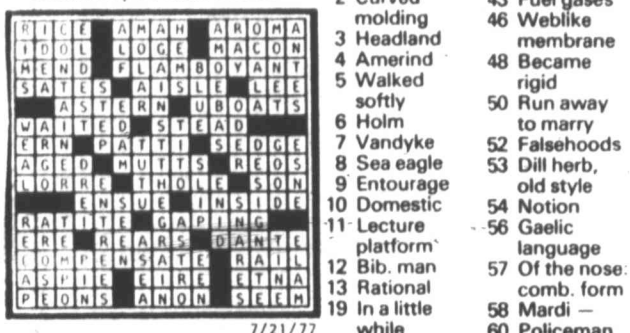 RICE AMAH AROMA
IDOL LOGE MACON
MEND FLAMBOYANT
SATES AISLE LEE
ASTERN UBOATS
WAITED STEAD
ERN PATTI SEDGE
AGED MUTTS REOS
LORRE THOLE SON
ENSUE INSIDE
RATITE GAPING
ERE REARS DANTE
COMPENSATE RAIL
ASPIE EIRE ETNA
PEONS ANON SEEM
7/21/77
2 Curved
molding
3 Headland
4 Amerind
5 Walked
softly
6 Holm
7 Vandyke
8 Sea eagle
9 Entourage
10 Domestic
11 Lecture
platform
12 Bib. man
13 Rational
19 In a little
while
43 Fuel gases
46 Weblike
membrane
48 Became
rigid
50 Run away
to marry
52 Falsehoods
53 Dill herb,
old style
54 Notion
56 Gaelic
language
57 Of the nose:
comb. form
58 Mardi —
60 Policeman